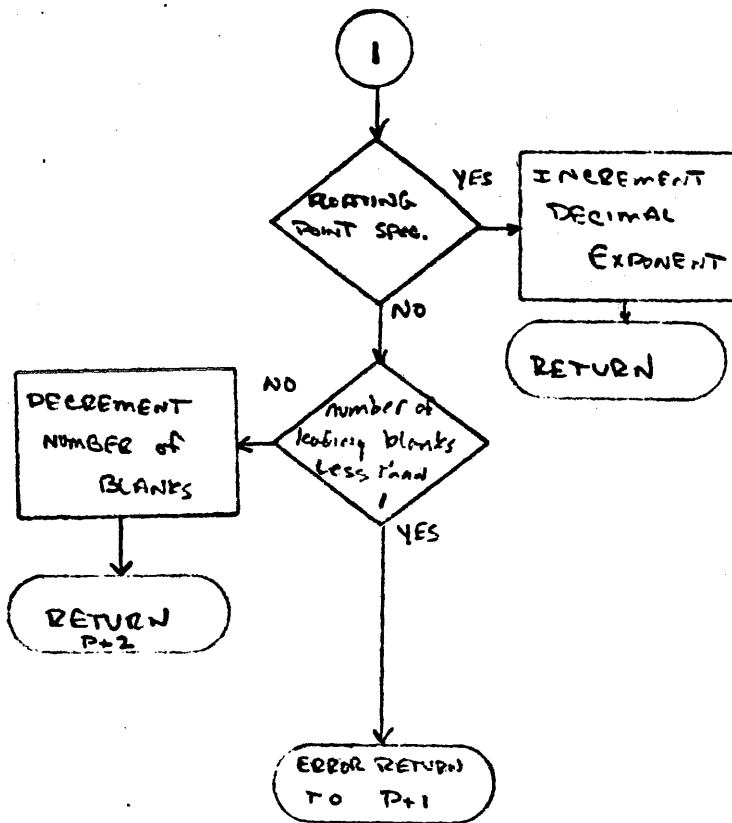 1
FLOATING
POINT SPEC.
YES
INCREMENT
DECIMAL
EXPONENT
RETURN
NO
number of
leading blanks
Less than
1
NO
DECREMENT
NUMBER of
BLANKS
RETURN
P+2
YES
ERROR RETURN
TO P+1